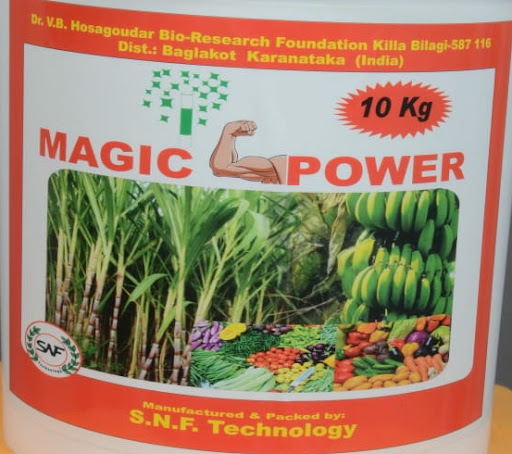 Dr. V.B. Hosagoudar Bio-Research Foundation Killa Bilagi-587 116
Dist.: Baglakot Karanataka (India)
10 Kg
MAGIC POWER
SNF
Manufactured & Packed by:
S.N.F. Technology